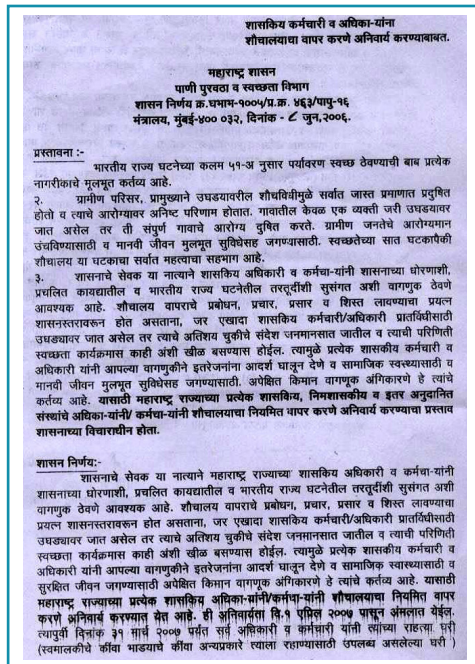 शासकिय कर्मचारी व अधिका-यांना
शौचालयाचा वापर करणे अनिवार्य करण्याबाबत.
महाराष्ट्र शासन
पाणी पुरवठा व स्वच्छता विभाग
शासन निर्णय क्र.घभाम-१००५/प्र.क्र. ४६३/पापु-१६
मंत्रालय, मुंबई-४०० ०३२, दिनांक - ८ जुन,२००६.
प्रस्तावना :-
भारतीय राज्य घटनेच्या कलम ५१-अ नुसार पर्यावरण स्वच्छ ठेवण्याची बाब प्रत्येक
नागरीकाचे मूलभूत कर्तव्य आहे.
२. ग्रामीण परिसर, प्रामुख्याने उघडयावरील शौचविधीमुळे सर्वात जास्त प्रमाणात प्रदुषित
होतो व त्याचे आरोग्यावर अनिष्ट परिणाम होतात. गावातील केवळ एक व्यक्ती जरी उघडयावर
जात असेल तर ती संपुर्ण गावाचे आरोग्य दुषित करते. ग्रामीण जनतेचे आरोग्यमान
उंचविण्यासाठी व मानवी जीवन मुलभूत सुविधेसह जगण्यासाठी. स्वच्छतेच्या सात घटकापैकी
शौचालय या घटकाचा सर्वात महत्वाचा सहभाग आहे.
३. शासनाचे सेवक या नात्याने शासकिय अधिकारी व कर्मचा-यांनी शासनाच्या धोरणाशी,
प्रचलित कायद्यातील व भारतीय राज्य घटनेतील तरतूदींशी सुसंगत अशी वागणुक ठेवणे
आवश्यक आहे. शौचालय वापराचे प्रबोधन, प्रचार, प्रसार व शिस्त लावण्याचा प्रयत्न
शासनस्तरावरून होत असताना, जर एखादा शासकिय कर्मचारी/अधिकारी प्रातर्विधीसाठी
उघडयावर जात असेल तर त्याचे अतिशय चुकीचे संदेश जनमानसात जातील व त्याची परिणिती
स्वच्छता कार्यक्रमास काही अंशी खीळ बसण्यास होईल. त्यामुळे प्रत्येक शासकीय कर्मचारी व
अधिकारी यांनी आपल्या वागणुकीने इतरेजनांना आदर्श घालून देणे व सामाजिक स्वास्थ्यासाठी व
मानवी जीवन मुलभूत सुविधेसह जगण्यासाठी. अपेक्षित किमान वागणूक अंगिकारणे हे त्यांचे
कर्तव्य आहे. यासाठी महाराष्ट्र राज्याच्या प्रत्येक शासकिय, निमशासकीय व इतर अनुदानित
संस्थांचे अधिका-यांनी/ कर्मचा-यांनी शौचालयाचा नियमित वापर करणे अनिवार्य करण्याचा प्रस्ताव
शासनाच्या विचाराधीन होता.
शासन निर्णय:-
शासनाचे सेवक या नात्याने महाराष्ट्र राज्याच्या शासकिय अधिकारी व कर्मचा-यांनी
शासनाच्या धोरणाशी, प्रचलित कायद्यातील व भारतीय राज्य घटनेतील तरतूदींशी सुसंगत अशी
वागणुक ठेवणे आवश्यक आहे. शौचालय वापराचे प्रबोधन, प्रचार, प्रसार व शिस्त लावण्याचा
प्रयत्न शासनस्तरावरून होत असताना, जर एखादा शासकिय कर्मचारी/अधिकारी प्रातर्विधीसाठी
उघडयावर जात असेल तर त्याचे अतिशय चुकीचे संदेश जनमानसात जातील व त्याची परिणिती
स्वच्छता कार्यक्रमास काही अंशी खीळ बसण्यास होईल. त्यामुळे प्रत्येक शासकीय कर्मचारी व
अधिकारी यांनी आपल्या वागणुकीने इतरेजनांना आदर्श घालून देणे व सामाजिक स्वास्थ्यासाठी व
सुरक्षित जीवन जगण्यासाठी अपेक्षित किमान वागणूक अंगिकारणे हे त्यांचे कर्तव्य आहे. यासाठी
महाराष्ट्र राज्याच्या प्रत्येक शासकिय अधिका-यांनी/कर्मचा-यांनी शौचालयाचा नियमित वापर
करणे अनिवार्य करण्यात येत आहे. ही अनिवार्यता दि.१ एप्रिल २००७ पासून अंमलात येईल.
त्यापुर्वी दिनांक ३१ मार्च २००७ पर्यंत सर्व अधिकारी व कर्मचारी यांनी त्यांच्या राहत्या घरी
(स्वमालकीचे कींवा भाडयाचे कींवा अन्यप्रकारे त्याला राहाण्यासाठी उपलब्ध असलेल्या घरी )